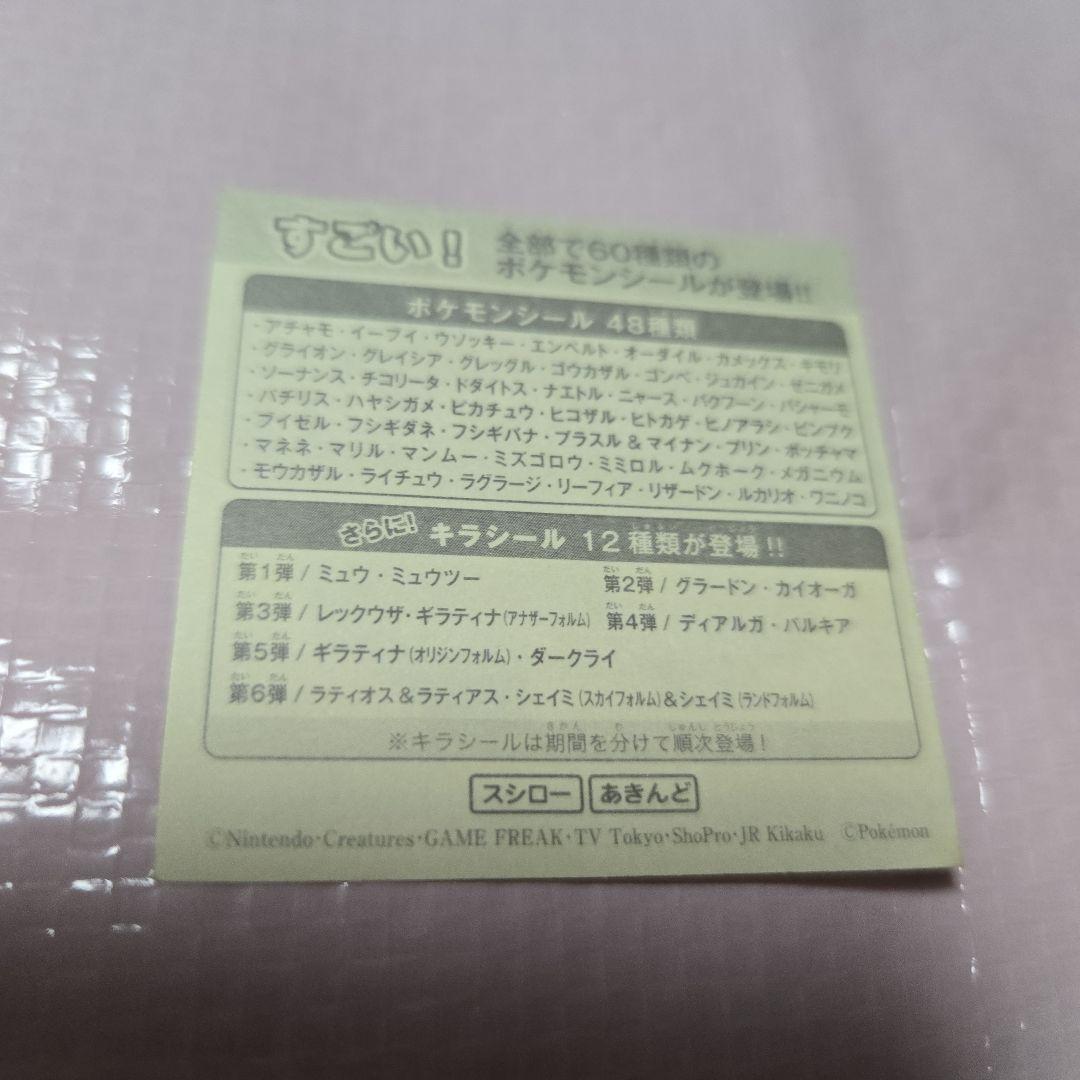 すごい!
全部で60種類の
ポケモンシールが登場!!
ポケモンシール 48種類
・アチャモ・イーブイ・ウソッキー・エンペルト・オーダイル・カメックス・キモリ
・グライオン・グレイシア・グレッグル・ゴウカザル・ゴンベ・ジュカイン・ゼニガメ
・ソーナンス・チコリータ・ドダイトス・ナエトル・ニャース・バクフーン・バシャーモ
・パチリス・ハヤシガメ・ピカチュウ・ヒコザル・ヒトカゲ・ヒノアラシ・ピンプク
・ブイゼル・フシギダネ・フシギバナ・プラスル&マイナン・プリン・ポッチャマ
・マネネ・マリル・マンムー・ミズゴロウ・ミミロル・ムクホーク・メガニウム
・モウカザル・ライチュウ・ラグラージ・リーフィア・リザードン・ルカリオ・ワニノコ
さらに! キラシール 12種類が登場!!
第1弾 / ミュウ・ミュウツー 第2弾 / グラードン・カイオーガ
第3弾 / レックウザ・ギラティナ(アナザーフォルム) 第4弾 / ディアルガ・パルキア
第5弾 / ギラティナ(オリジンフォルム)・ダークライ
第6弾 / ラティオス&ラティアス・シェイミ(スカイフォルム)&シェイミ(ランドフォルム)
※キラシールは期間を分けて順次登場!
スシロー あきんど
©Nintendo・Creatures・GAME FREAK・TV Tokyo・ShoPro・JR Kikaku ©Pokémon